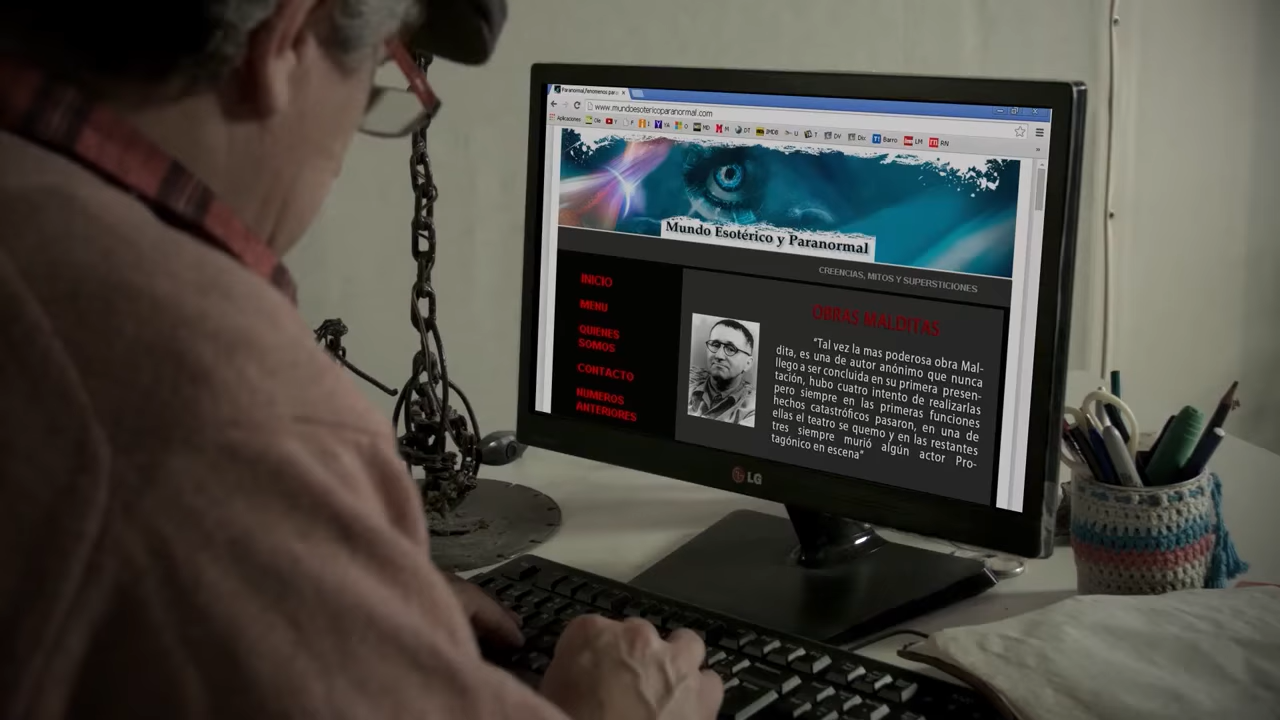 Paranormal,fenomenos para
www.mundoesotericoparanormal.com
Aplicaciones
Mundo Esotérico y Paranormal
CREENCIAS, MITOS Y SUPERSTICIONES
INICIO
MENU
QUIENES
SOMOS
CONTACTO
NUMEROS
ANTERIORES
OBRAS MALDITAS
"Tal vez la mas poderosa obra Mal-
dita, es una de autor anónimo que nunca
llego a ser concluida en su primera presen-
tación, hubo cuatro intento de realizarlas
pero siempre en las primeras funciones
hechos catastróficos pasaron, en una de
ellas el teatro se quemo y en las restantes
tres siempre murió algún actor Pro-
tagónico en escena"
LG